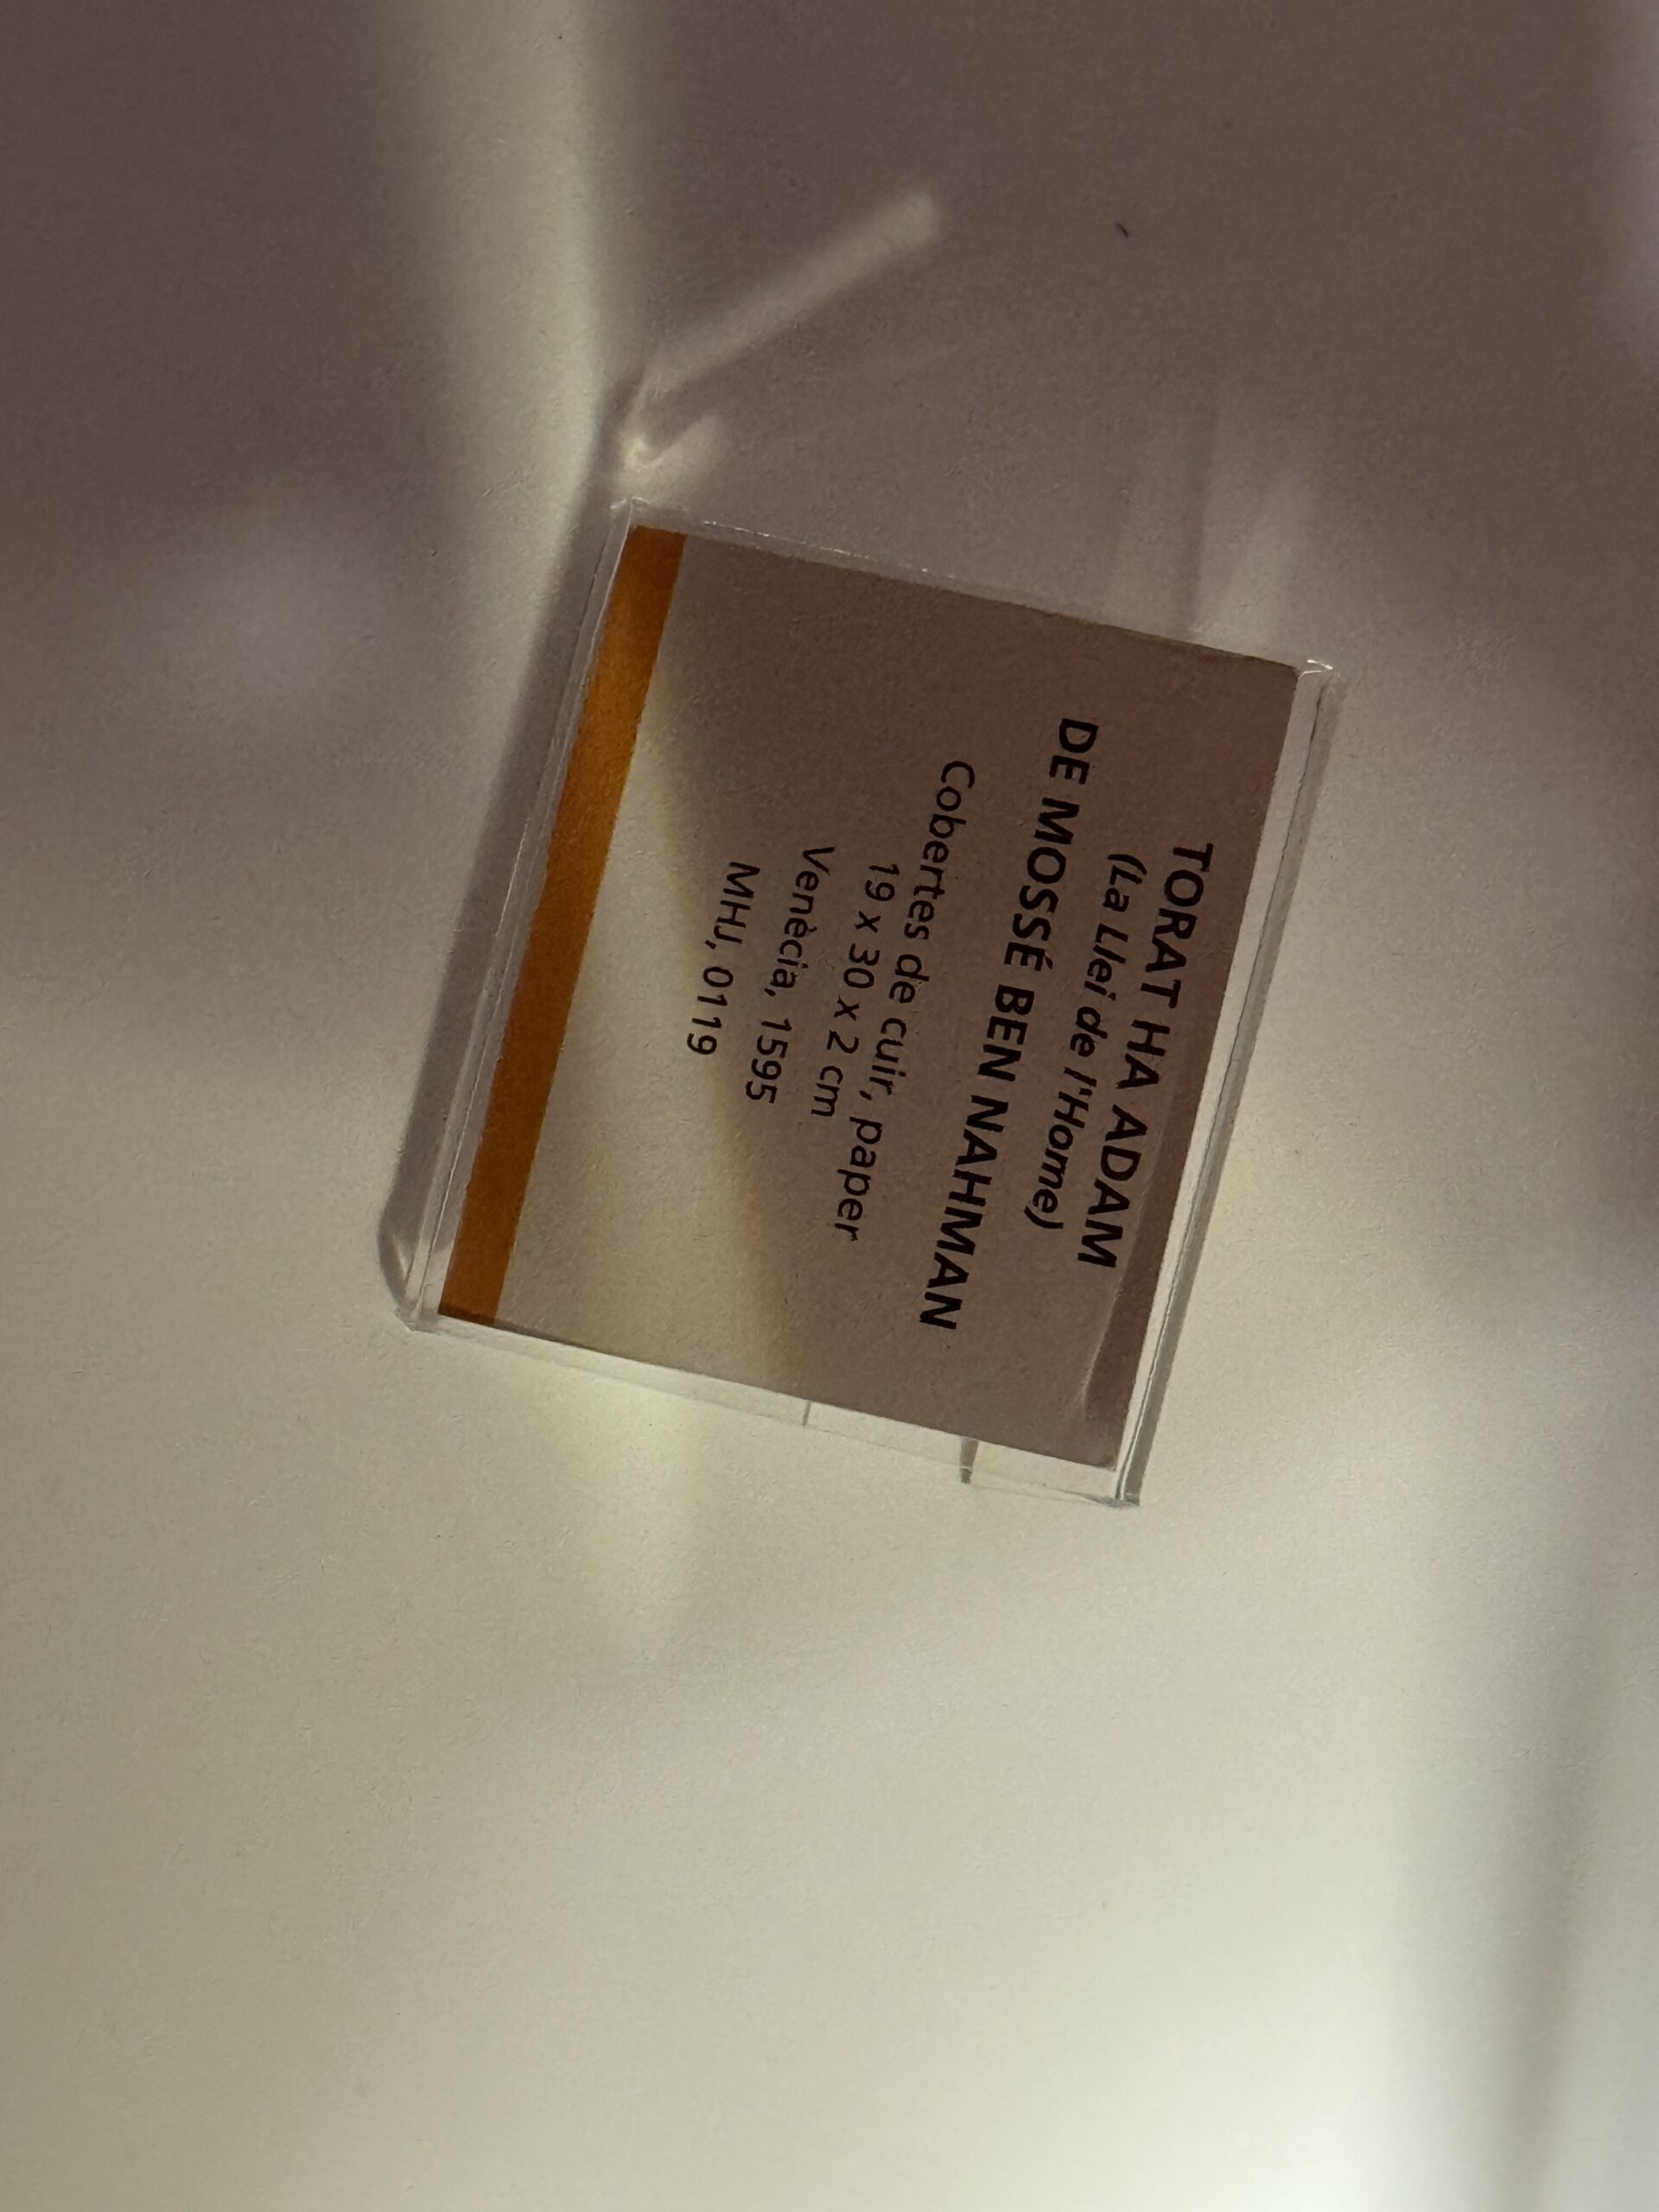 TORAT HA ADAM
(La Llei de l'Home)
DE MOSSÉ BEN NAHMAN
Cobertes de cuir, paper
19 x 30 x 2 cm
Venècia, 1595
MHJ, 0119